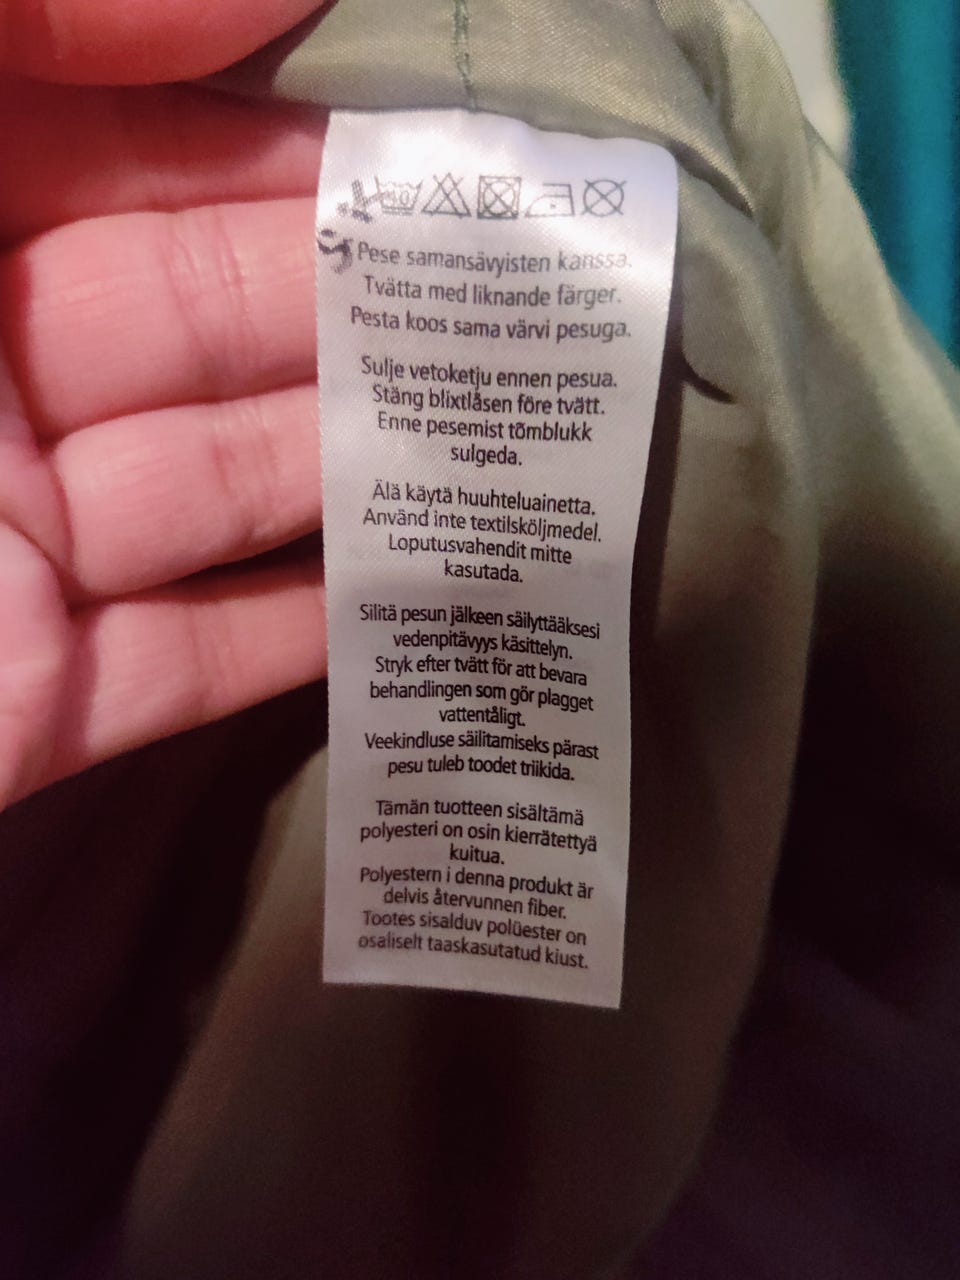 40
Pese samansävyisten kanssa.
Tvätta med liknande färger.
Pesta koos sama värvi pesuga.
Sulje vetoketju ennen pesua.
Stäng blixtlåsen före tvätt.
Enne pesemist tõmblukk
sulgeda.
Älä käytä huuhteluainetta.
Använd inte textilsköljmedel.
Loputusvahendit mitte
kasutada.
Silitä pesun jälkeen säilyttääksesi
vedenpitävyys käsittelyn.
Stryk efter tvätt för att bevara
behandlingen som gör plagget
vattentåligt.
Veekindluse säilitamiseks pärast
pesu tuleb toodet triikida.
Tämän tuotteen sisältämä
polyesteri on osin kierrätettyä
kuitua.
Polyestern i denna produkt är
delvis återvunnen fiber.
Tootes sisalduv polüester on
osaliselt taaskasutatud kiust.